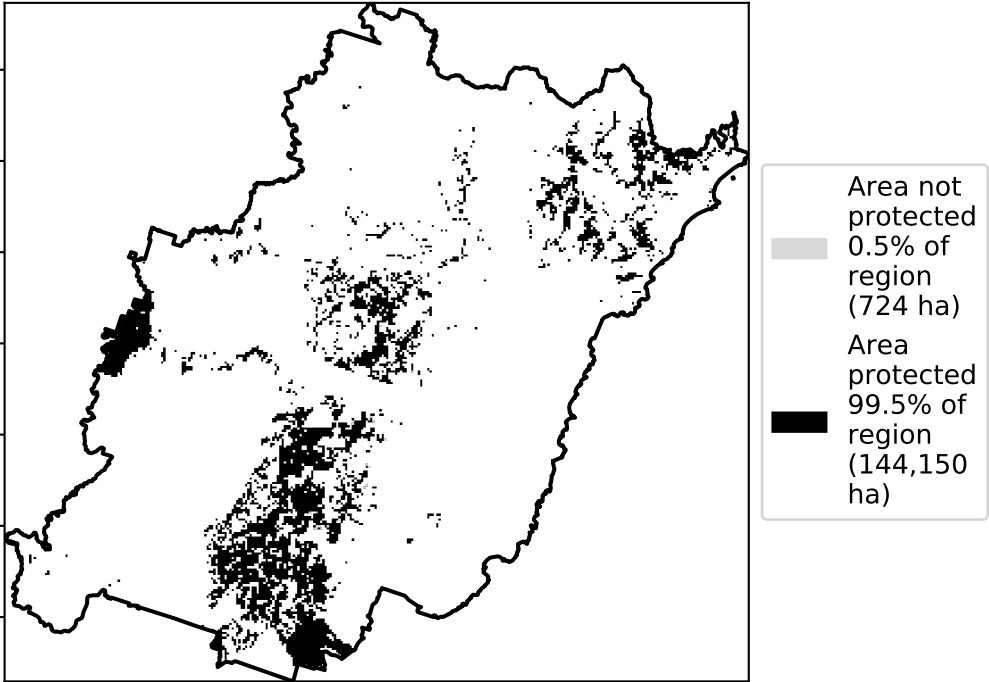 Area not
protected
0.5% of
region
(724 ha)
Area
protected
99.5% of
region
(144,150
ha)